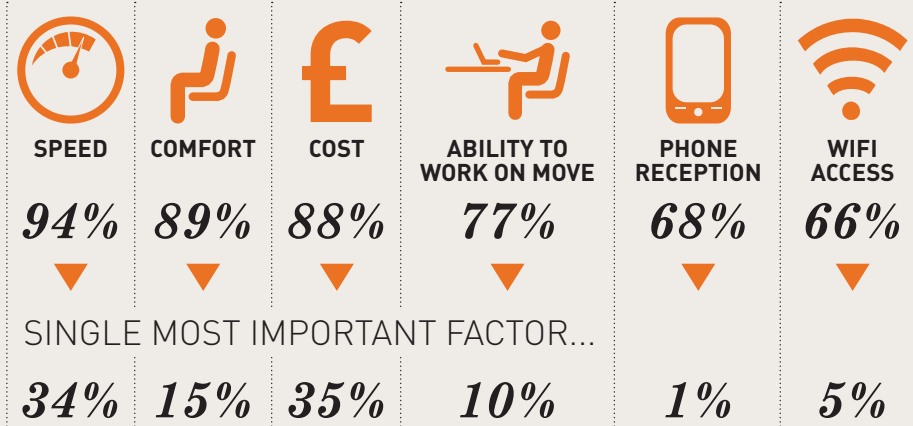 £
SPEED
COMFORT
COST
ABILITY TO
WORK ON MOVE
PHONE
RECEPTION
WIFI
ACCESS
94% 89% 88% 77% 68% 66%
SINGLE MOST IMPORTANT FACTOR...
34% 15% 35% 10% 1% 5%